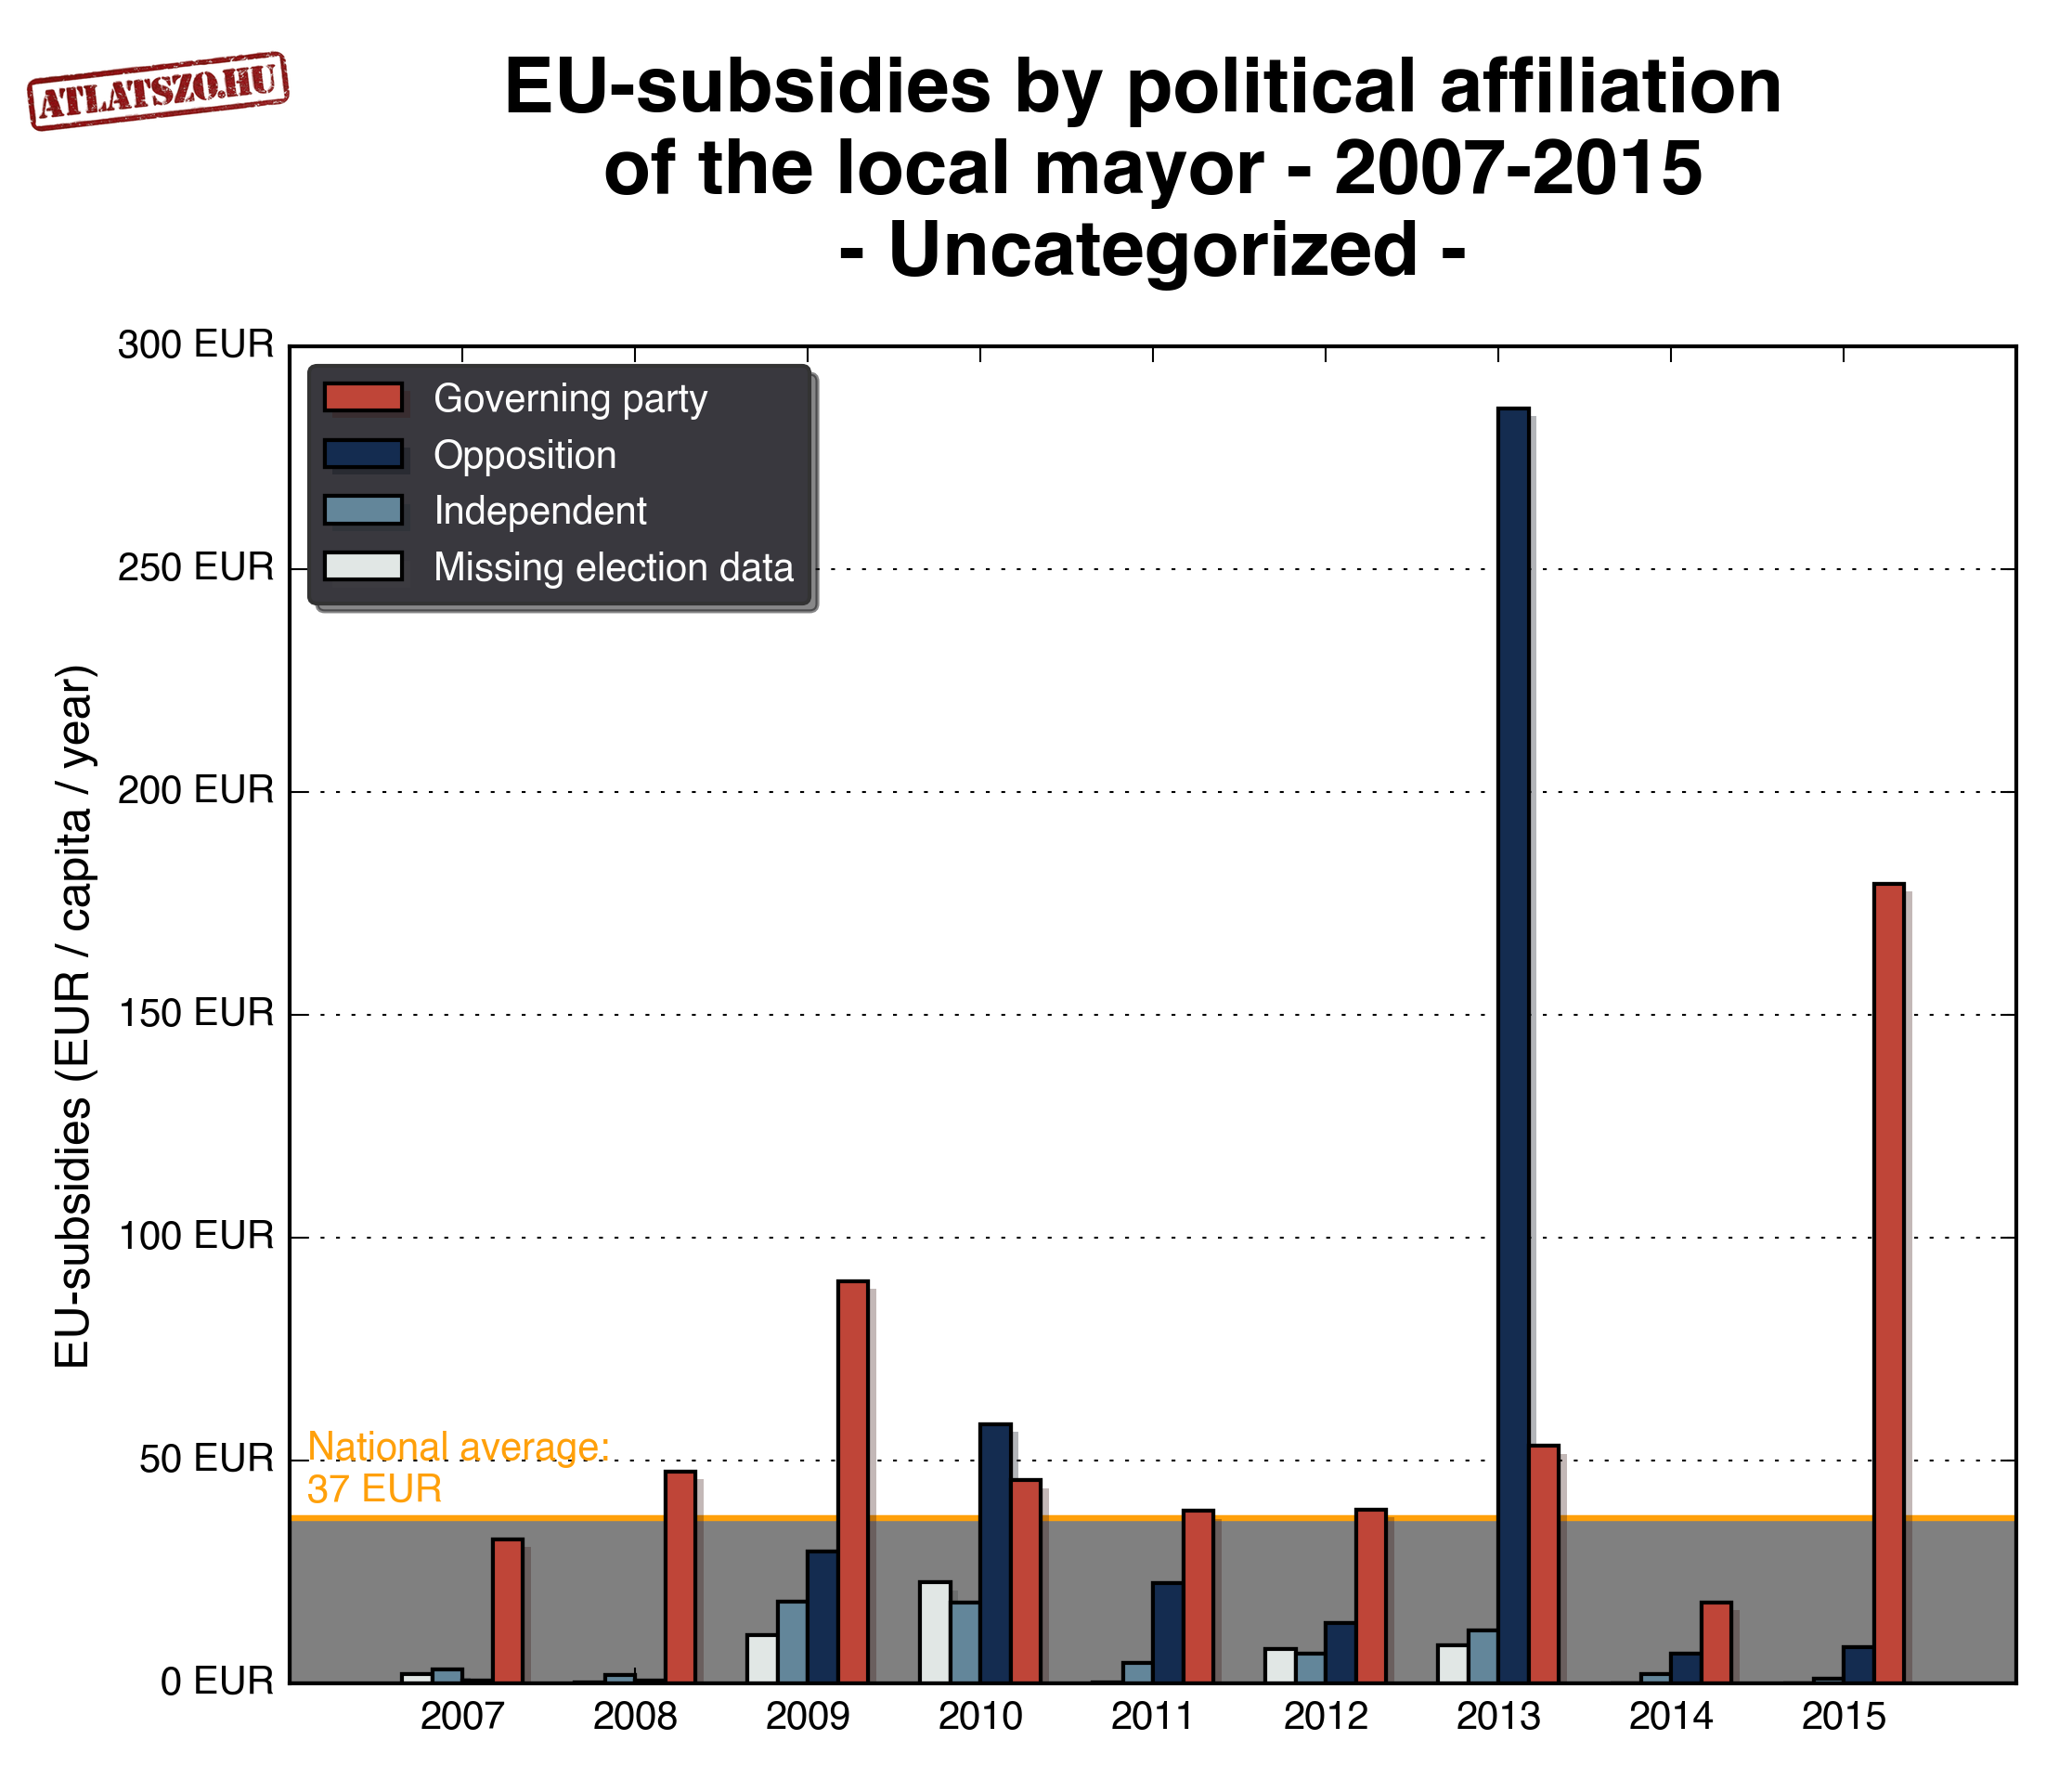 ATLATSZO.HU
EU-subsidies by political affiliation
of the local mayor - 2007-2015
- Uncategorized -
EU-subsidies (EUR / capita / year)
300 EUR
250 EUR
200 EUR
150 EUR
100 EUR
50 EUR
0 EUR
Governing party
Opposition
Independent
Missing election data
National average:
37 EUR
2007
2008
2009
2010
2011
2012
2013
2014
2015